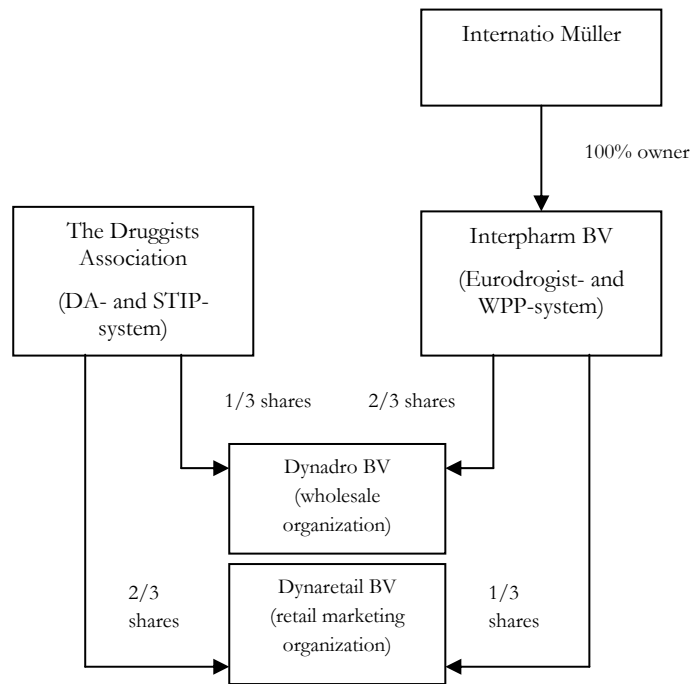 Internatio Müller
100% owner
The Druggists
Association
(DA- and STIP-
system)
Interpharm BV
(Eurodrogist- and
WPP-system)
1/3 shares
2/3 shares
Dynadro BV
(wholesale
organization)
2/3
shares
Dynaretail BV
(retail marketing
organization)
1/3
shares